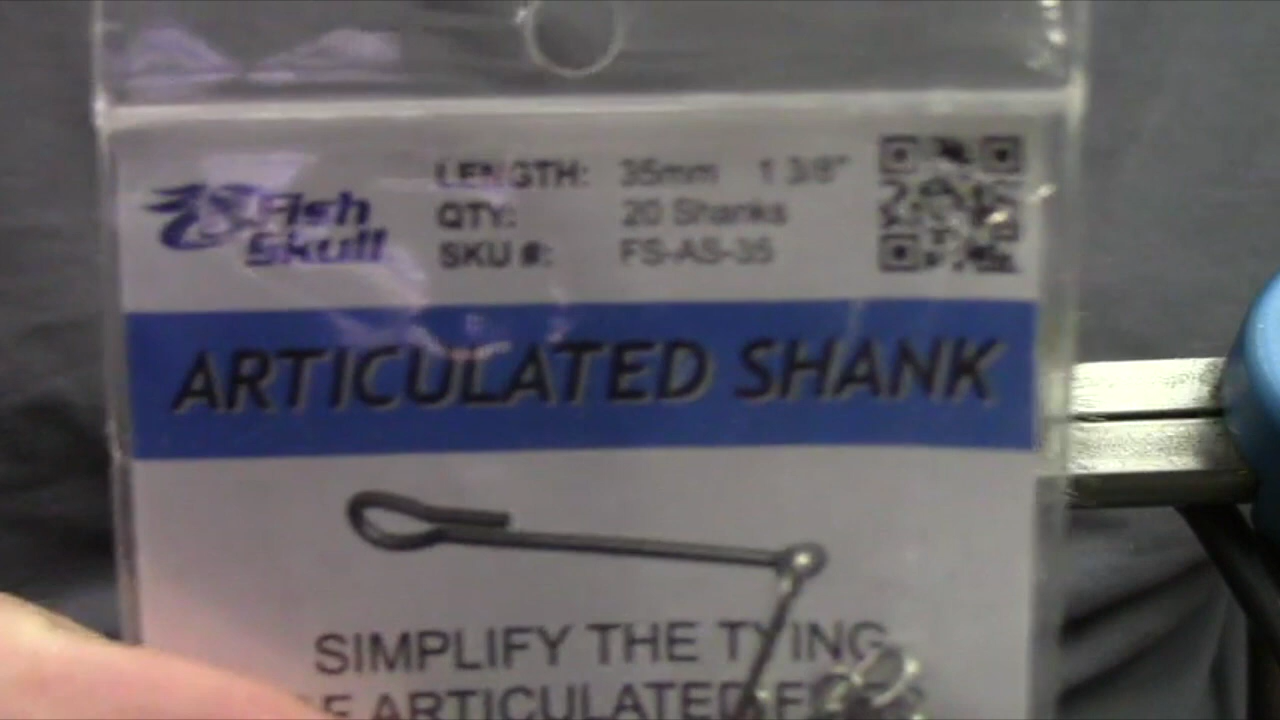 Fish
Skull
LENGTH: 35mm 1 3/8"
QTY: 20 Shanks
SKU #: FS-AS-35
ARTICULATED SHANK
SIMPLIFY THE TYING
ARTICULATED